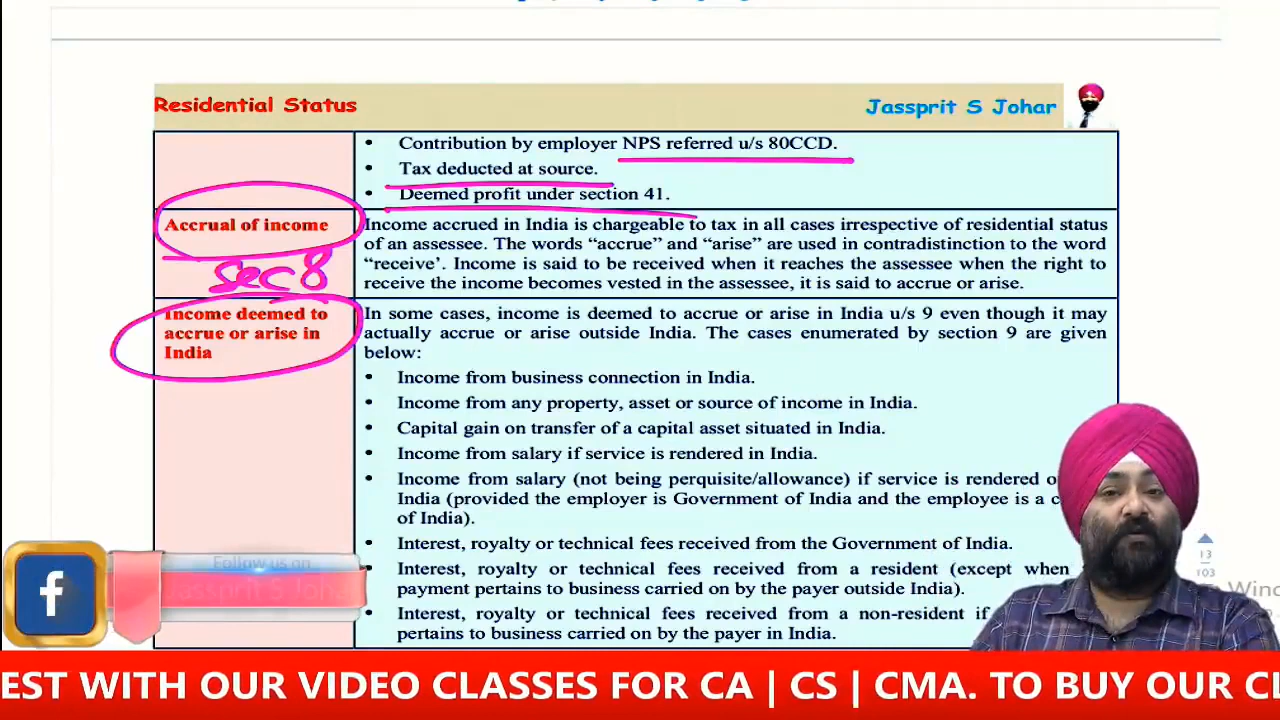 Residential Status
Jassprit S Johar
• Contribution by employer NPS referred u/s 80CCD.
• Tax deducted at source.
• Deemed profit under section 41.
Accrual of income
sec 8
Income accrued in India is chargeable to tax in all cases irrespective of residential status
of an assessee. The words “accrue” and “arise” are used in contradistinction to the word
“receive’. Income is said to be received when it reaches the assessee when the right to
receive the income becomes vested in the assessee, it is said to accrue or arise.
Income deemed to
accrue or arise in
India
In some cases, income is deemed to accrue or arise in India u/s 9 even though it may
actually accrue or arise outside India. The cases enumerated by section 9 are given
below:
• Income from business connection in India.
• Income from any property, asset or source of income in India.
• Capital gain on transfer of a capital asset situated in India.
• Income from salary if service is rendered in India.
• Income from salary (not being perquisite/allowance) if service is rendered
India (provided the employer is Government of India and the employee is a
of India).
• Interest, royalty or technical fees received from the Government of India.
• Interest, royalty or technical fees received from a resident (except when
payment pertains to business carried on by the payer outside India).
• Interest, royalty or technical fees received from a non-resident if
pertains to business carried on by the payer in India.
13
103
Follow us on
Jassprit S Johar
f
EST WITH OUR VIDEO CLASSES FOR CA | CS | CMA. TO BUY OUR